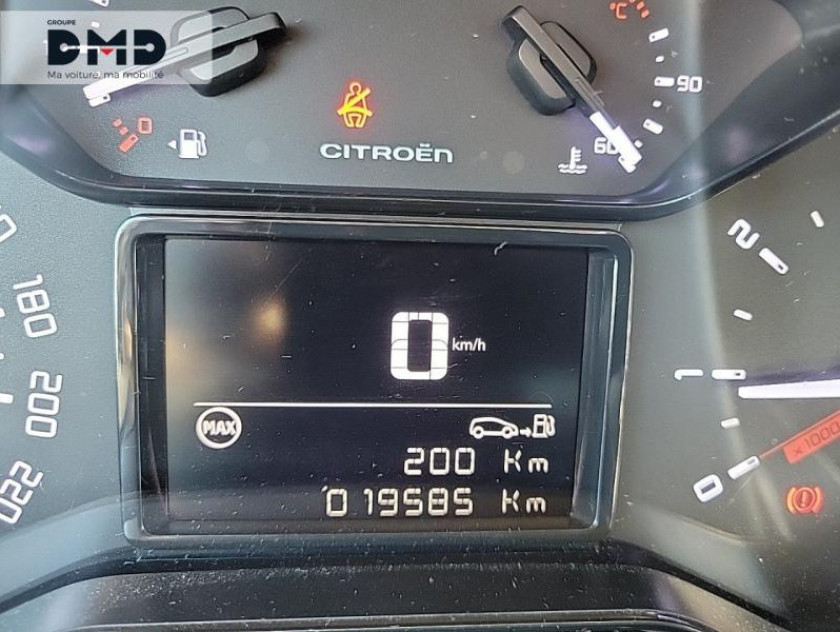 GROUPE
DMD
Ma voiture, ma mobilité
°C
90
60
0
CITROËN
180
200
220
0
km/h
MAX
200 Km
019585 Km
2
1
0
x1000